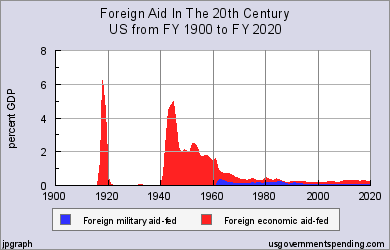 Foreign Aid In The 20th Century
US from FY 1900 to FY 2020
percent GDP
8
6
4
2
0
1900 1920 1940 1960 1980 2000 2020
Foreign military aid-fed Foreign economic aid-fed
jpgraph usgovernmentspending.com